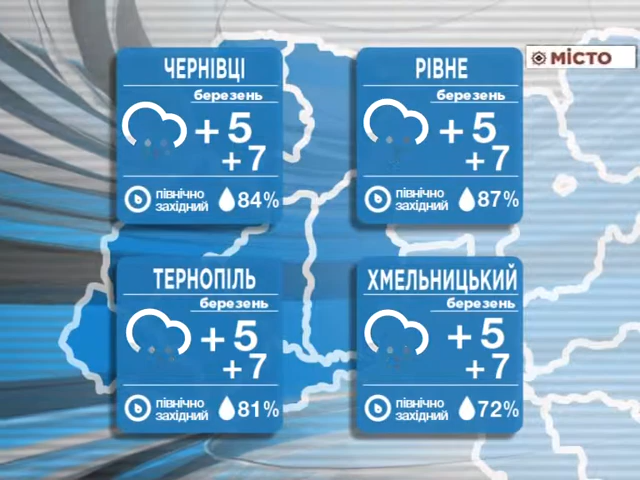 ЧЕРНІВЦІ
березень
+5
+7
північно
західний
84%
РІВНЕ
березень
+5
+7
північно
західний
87%
МІСТО
ТЕРНОПІЛЬ
березень
+5
+7
північно
західний
81%
ХМЕЛЬНИЦЬКИЙ
березень
+5
+7
північно
західний
72%